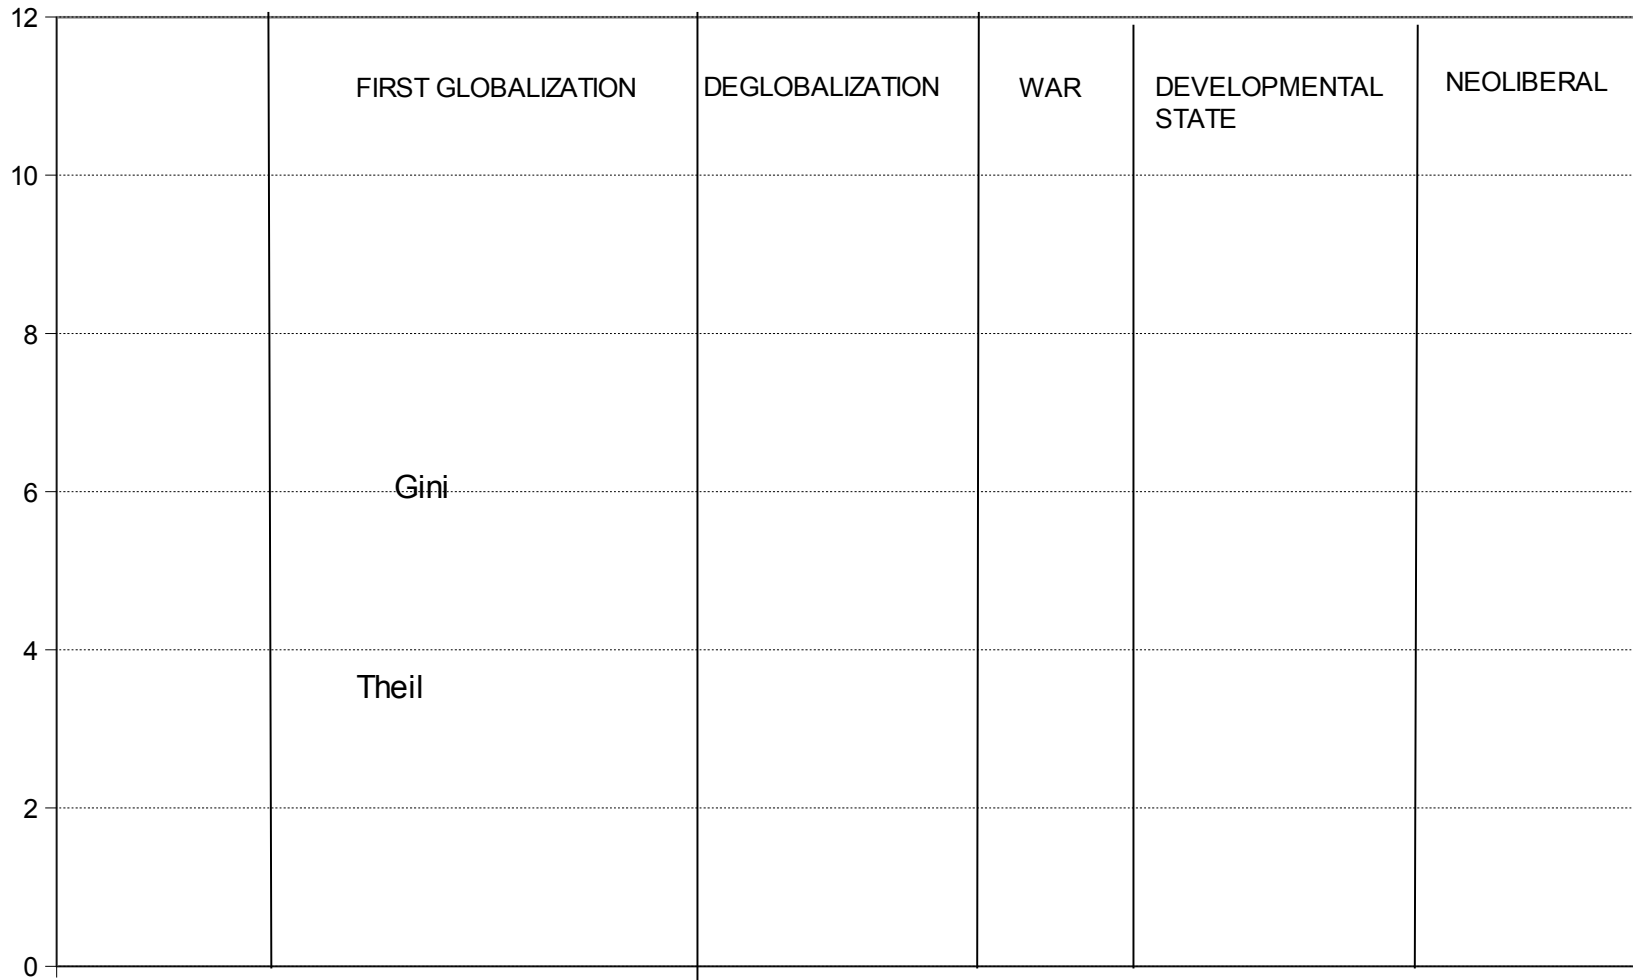 12
FIRST GLOBALIZATION
DEGLOBALIZATION
WAR
DEVELOPMENTAL
STATE
NEOLIBERAL
10
8
6
Gini
4
Theil
2
0